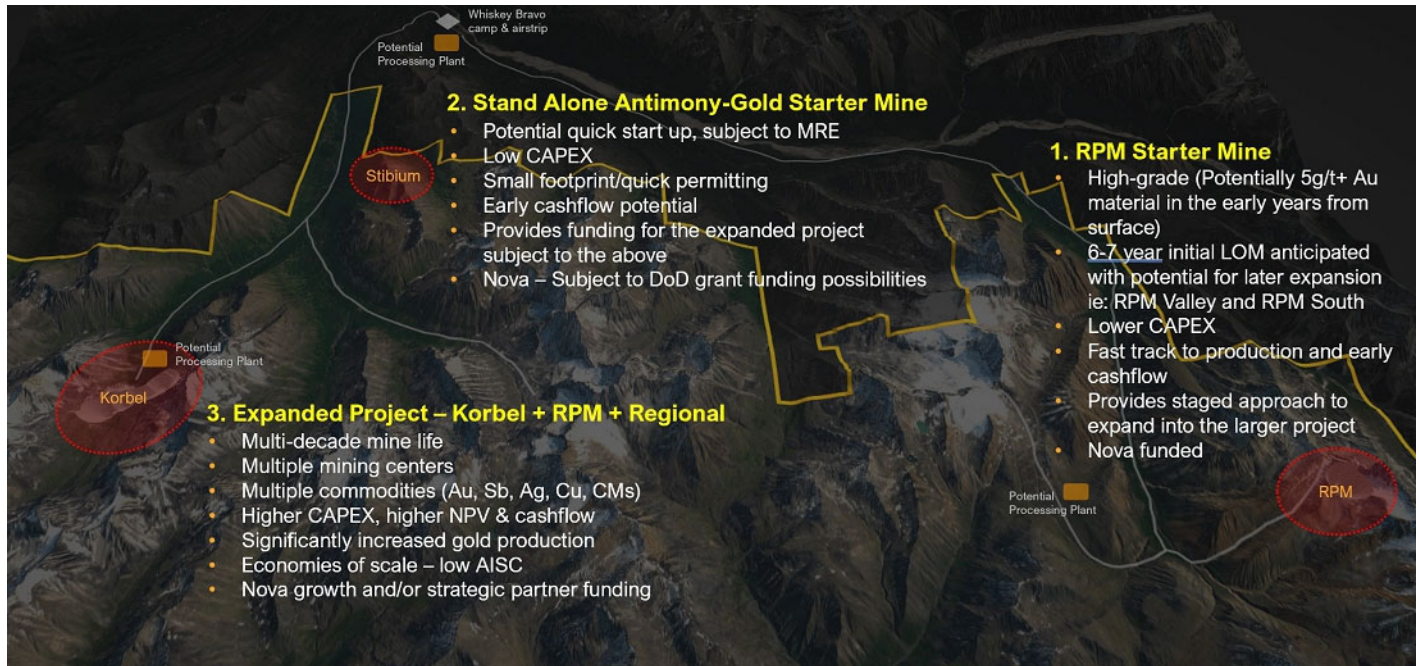 Whiskey Bravo
camp & airstrip
Potential
Processing Plant
2. Stand Alone Antimony-Gold Starter Mine
• Potential quick start up, subject to MRE
• Low CAPEX
• Small footprint/quick permitting
• Early cashflow potential
• Provides funding for the expanded project
subject to the above
• Nova – Subject to DoD grant funding possibilities
Stibium
1. RPM Starter Mine
• High-grade (Potentially 5g/t+ Au
material in the early years from
surface)
• 6-7 year initial LOM anticipated
with potential for later expansion
ie: RPM Valley and RPM South
• Lower CAPEX
• Fast track to production and early
cashflow
• Provides staged approach to
expand into the larger project
• Nova funded
Potential
Processing Plant
Korbel
3. Expanded Project – Korbel + RPM + Regional
• Multi-decade mine life
• Multiple mining centers
• Multiple commodities (Au, Sb, Ag, Cu, CMs)
• Higher CAPEX, higher NPV & cashflow
• Significantly increased gold production
• Economies of scale – low AISC
• Nova growth and/or strategic partner funding
Potential
Processing Plant
RPM